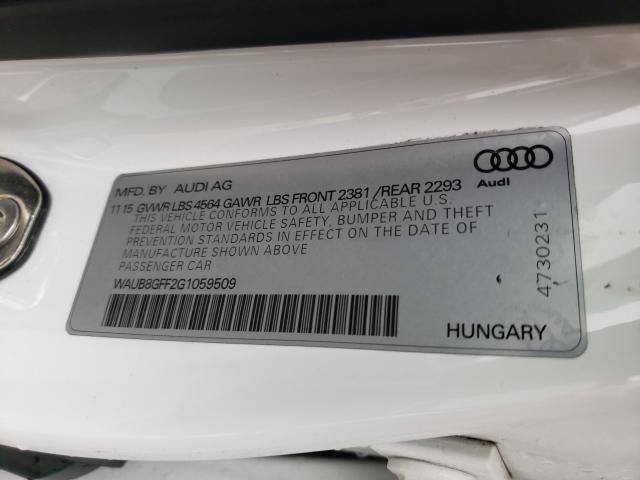 MFD. BY AUDI AG
11 15 GVWR LBS 4564 GAWR LBS FRONT 2381 /REAR 2293
THIS VEHICLE CONFORMS TO ALL APPLICABLE U.S.
FEDERAL MOTOR VEHICLE SAFETY, BUMPER AND THEFT
PREVENTION STANDARDS IN EFFECT ON THE DATE OF
MANUFACTURE SHOWN ABOVE
PASSENGER CAR
WAUB8GFF2G1059509
Audi
4730231
HUNGARY